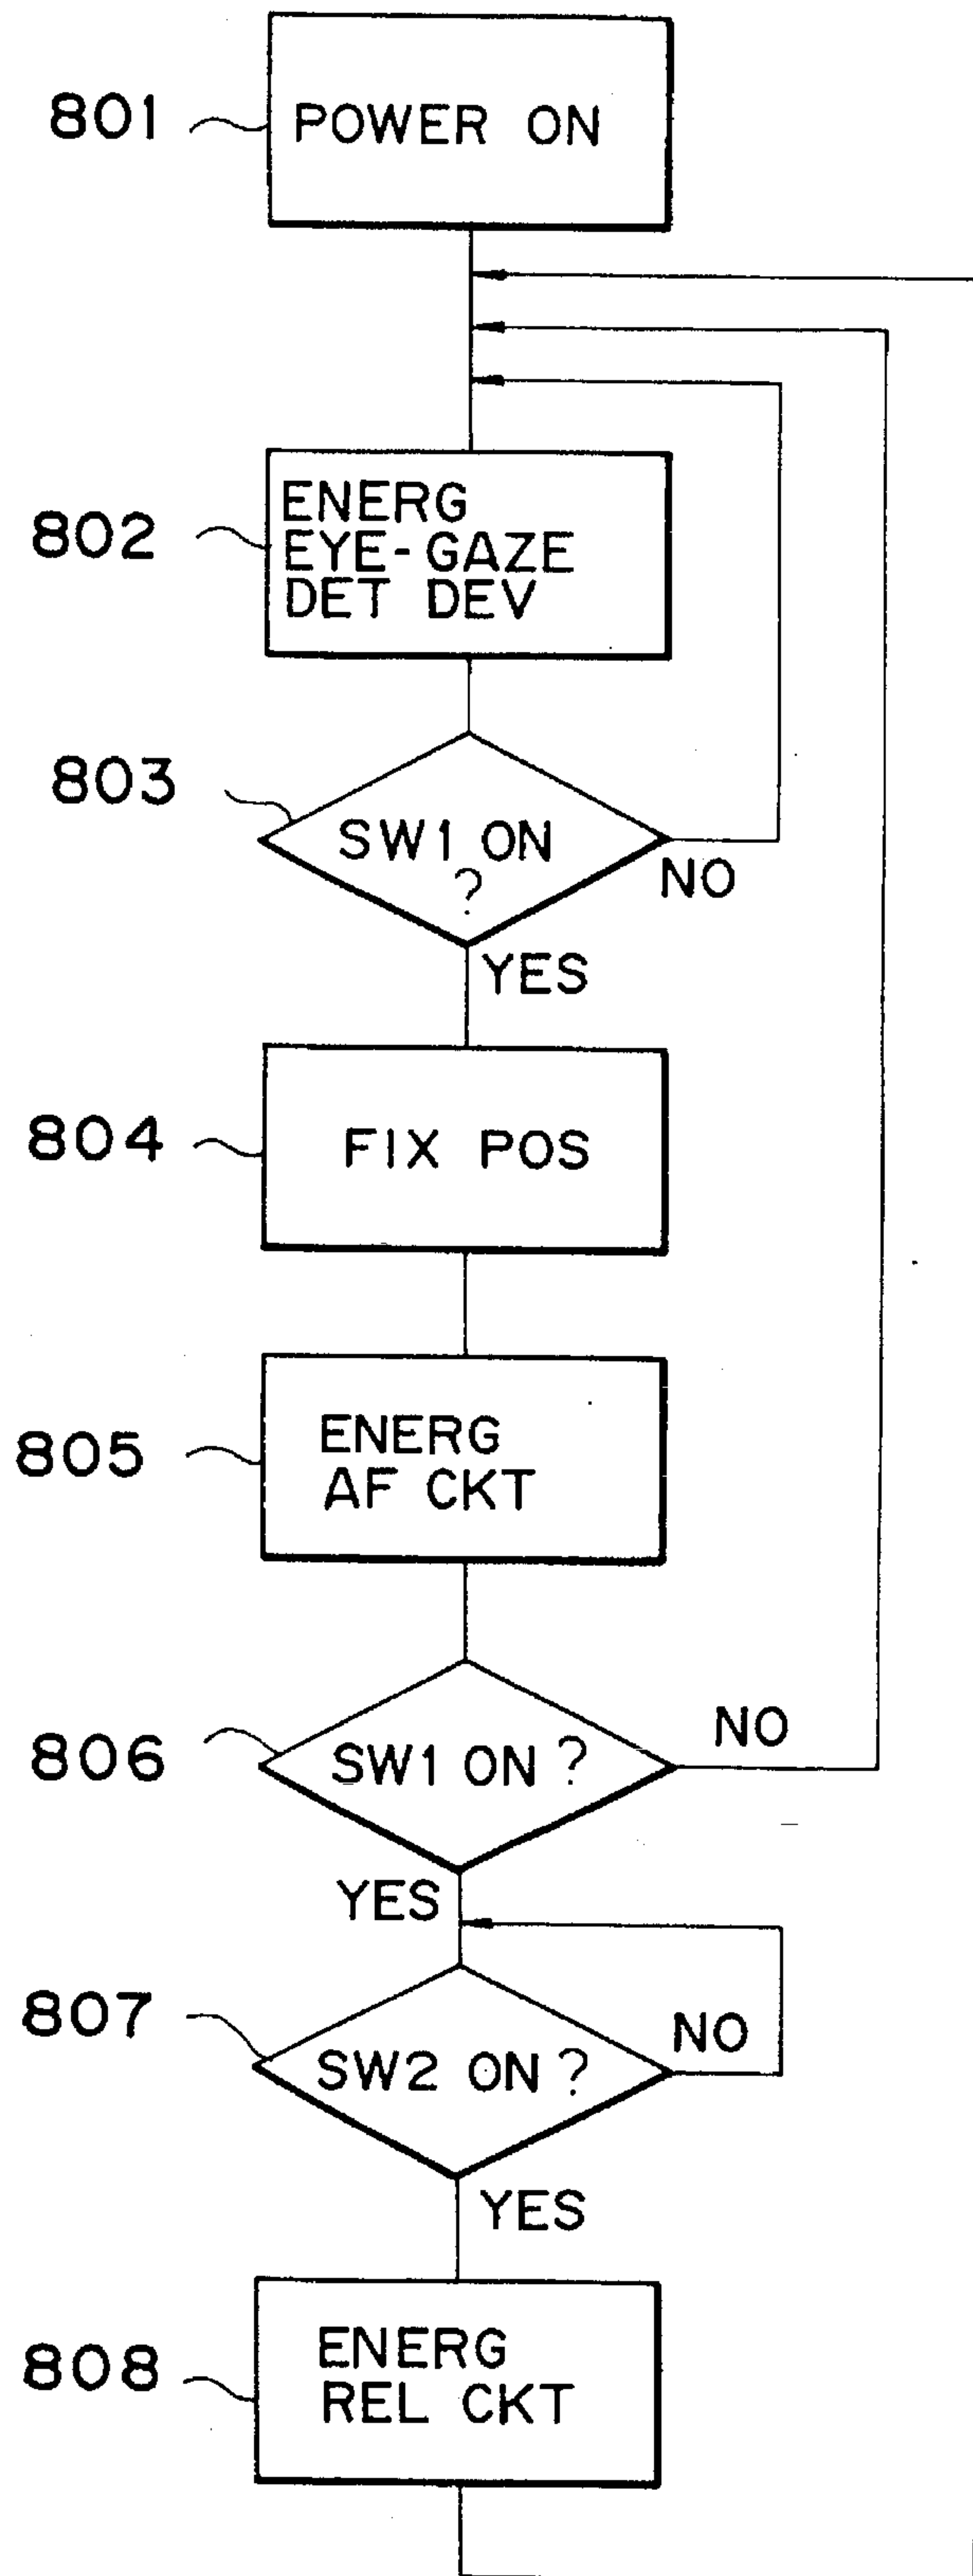 801
POWER ON
802
ENERG
EYE-GAZE
DET DEV
803
SW1 ON
?
NO
YES
804
FIX POS
805
ENERG
AF CKT
806
SW1 ON ?
NO
YES
807
SW2 ON ?
NO
YES
808
ENERG
REL CKT